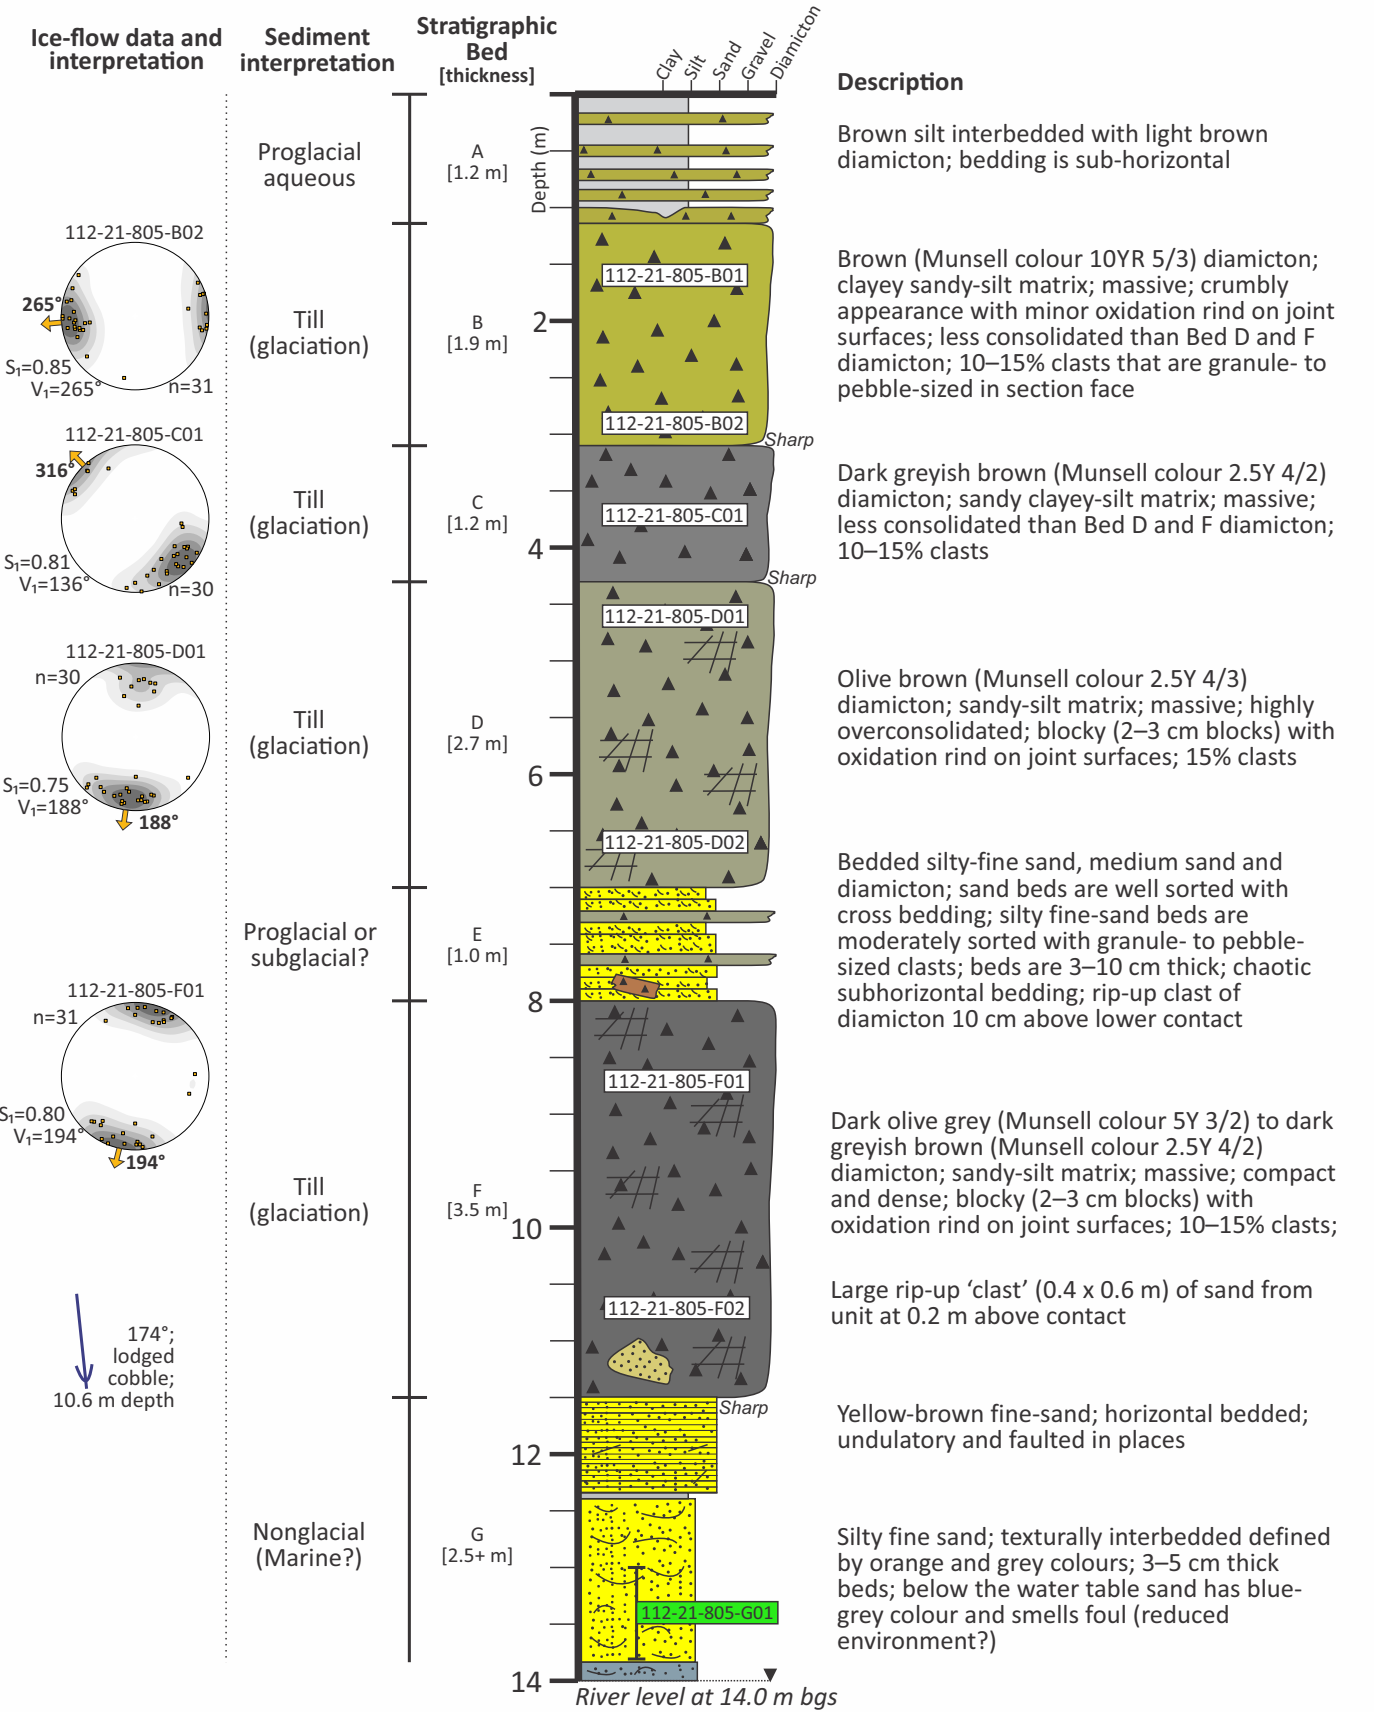 Ice-flow data and
interpretation
Sediment
interpretation
Stratigraphic
Bed
[thickness]
Clay
Silt
Sand
Gravel
Diamicton
Description
Depth (m)
Proglacial
aqueous
A
[1.2 m]
Brown silt interbedded with light brown
diamicton; bedding is sub-horizontal
112-21-805-B02
265°
S₁=0.85
V₁=265°
n=31
Till
(glaciation)
B
[1.9 m]
2
112-21-805-B01
112-21-805-B02
Sharp
Brown (Munsell colour 10YR 5/3) diamicton;
clayey sandy-silt matrix; massive; crumbly
appearance with minor oxidation rind on joint
surfaces; less consolidated than Bed D and F
diamicton; 10–15% clasts that are granule- to
pebble-sized in section face
112-21-805-C01
316°
S₁=0.81
V₁=136°
n=30
Till
(glaciation)
C
[1.2 m]
4
112-21-805-C01
Sharp
Dark greyish brown (Munsell colour 2.5Y 4/2)
diamicton; sandy clayey-silt matrix; massive;
less consolidated than Bed D and F diamicton;
10–15% clasts
112-21-805-D01
n=30
S₁=0.75
V₁=188°
188°
Till
(glaciation)
D
[2.7 m]
6
112-21-805-D01
112-21-805-D02
Olive brown (Munsell colour 2.5Y 4/3)
diamicton; sandy-silt matrix; massive; highly
overconsolidated; blocky (2–3 cm blocks) with
oxidation rind on joint surfaces; 15% clasts
Proglacial or
subglacial?
E
[1.0 m]
8
Bedded silty-fine sand, medium sand and
diamicton; sand beds are well sorted with
cross bedding; silty fine-sand beds are
moderately sorted with granule- to pebble-
sized clasts; beds are 3–10 cm thick; chaotic
subhorizontal bedding; rip-up clast of
diamicton 10 cm above lower contact
112-21-805-F01
n=31
S₁=0.80
V₁=194°
194°
Till
(glaciation)
F
[3.5 m]
10
112-21-805-F01
112-21-805-F02
Sharp
Dark olive grey (Munsell colour 5Y 3/2) to dark
greyish brown (Munsell colour 2.5Y 4/2)
diamicton; sandy-silt matrix; massive; compact
and dense; blocky (2–3 cm blocks) with
oxidation rind on joint surfaces; 10–15% clasts;
Large rip-up ‘clast’ (0.4 x 0.6 m) of sand from
unit at 0.2 m above contact
174°;
lodged
cobble;
10.6 m depth
Nonglacial
(Marine?)
G
[2.5+ m]
12
112-21-805-G01
14
Yellow-brown fine-sand; horizontal bedded;
undulatory and faulted in places
Silty fine sand; texturally interbedded defined
by orange and grey colours; 3–5 cm thick
beds; below the water table sand has blue-
grey colour and smells foul (reduced
environment?)
River level at 14.0 m bgs